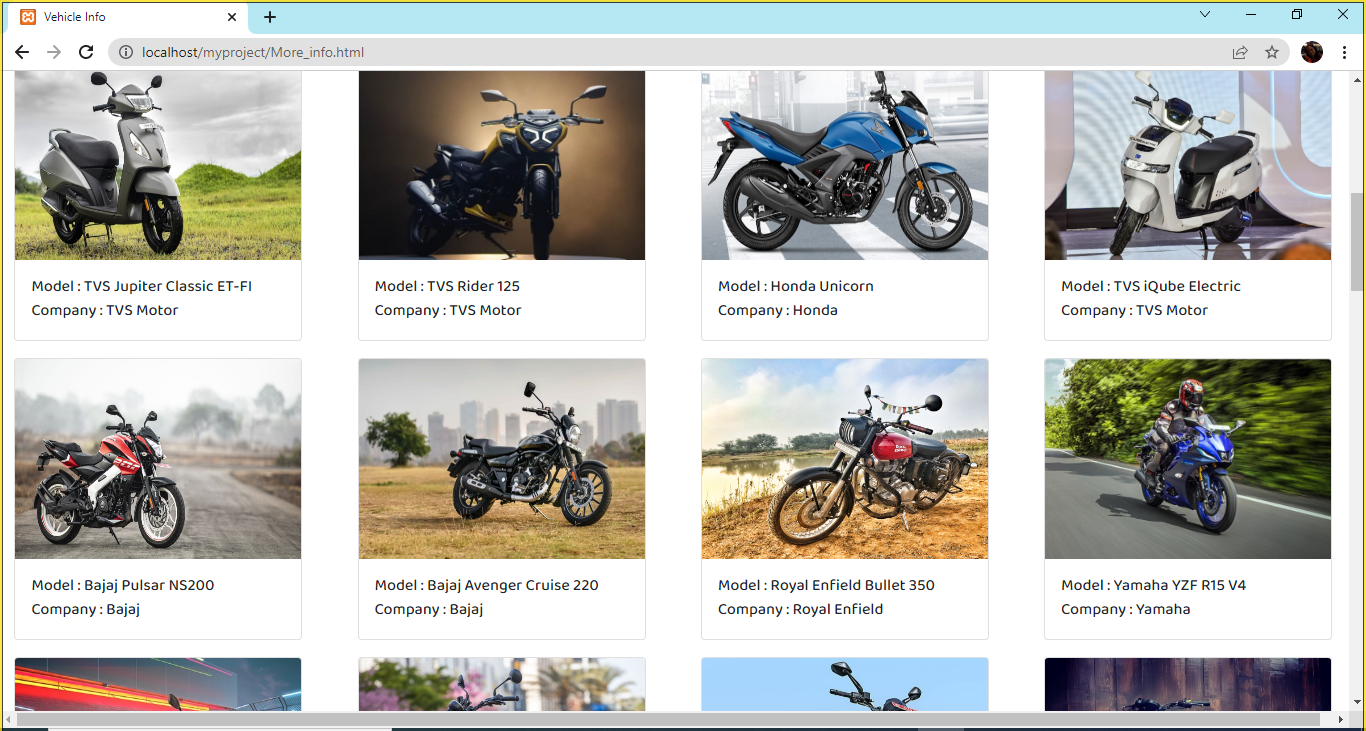 Vehicle Info
localhost/myproject/More_info.html
Model : TVS Jupiter Classic ET-FI
Company : TVS Motor
Model : TVS Rider 125
Company : TVS Motor
Model : Honda Unicorn
Company : Honda
Model : TVS iQube Electric
Company : TVS Motor
Model : Bajaj Pulsar NS200
Company : Bajaj
Model : Bajaj Avenger Cruise 220
Company : Bajaj
Model : Royal Enfield Bullet 350
Company : Royal Enfield
Model : Yamaha YZF R15 V4
Company : Yamaha